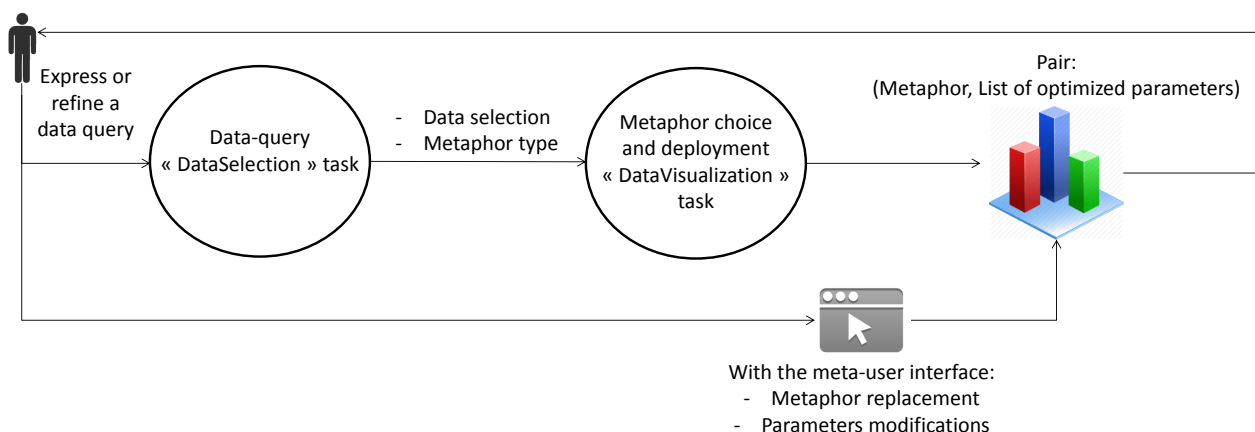 Express or
refine a
data query
Data-query
« DataSelection » task
- Data selection
- Metaphor type
Metaphor choice
and deployment
« DataVisualization »
task
Pair:
(Metaphor, List of optimized parameters)
With the meta-user interface:
- Metaphor replacement
- Parameters modifications